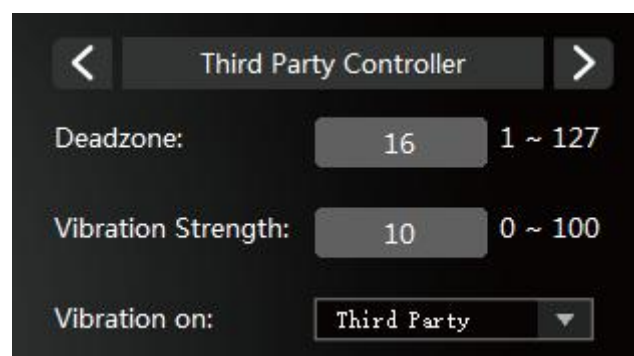 Third Party Controller
Deadzone: 16 1 ~ 127
Vibration Strength: 10 0 ~ 100
Vibration on: Third Party